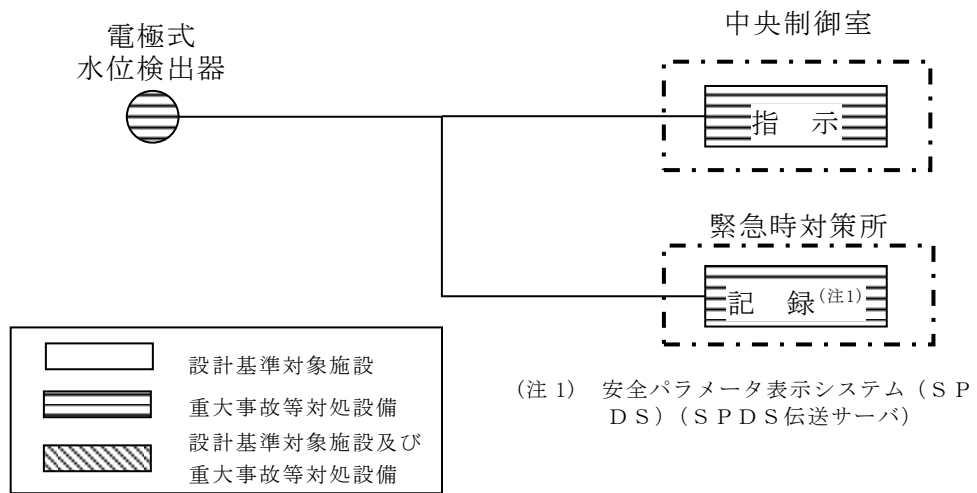 電極式
水位検出器
中央制御室
指　示
緊急時対策所
記　録(注1)
設計基準対象施設
重大事故等対処設備
設計基準対象施設及び
重大事故等対処設備
(注 1)　安全パラメータ表示システム（ＳＰ
ＤＳ）（ＳＰＤＳ伝送サーバ）